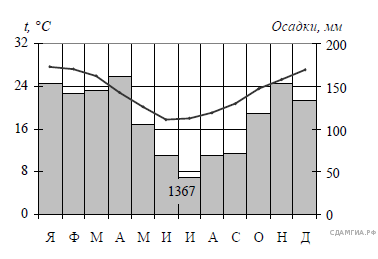 t, °C
Осадки, мм
32
200
24
150
16
100
8
50
0
0
1367
Я Ф М А М И И А С О Н Д
СДАМГИА.РФ